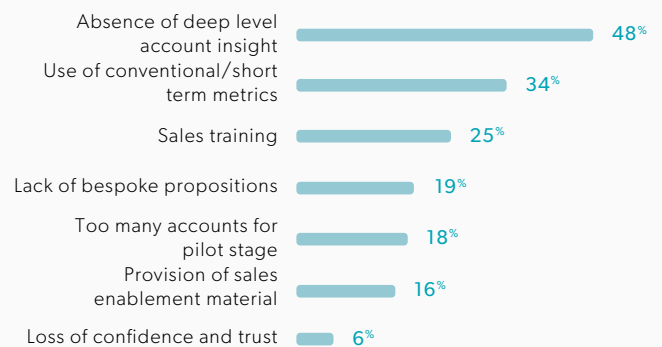 Absence of deep level
account insight
48%
Use of conventional/short
term metrics
34%
Sales training
25%
Lack of bespoke propositions
19%
Too many accounts for
pilot stage
18%
Provision of sales
enablement material
16%
Loss of confidence and trust
6%